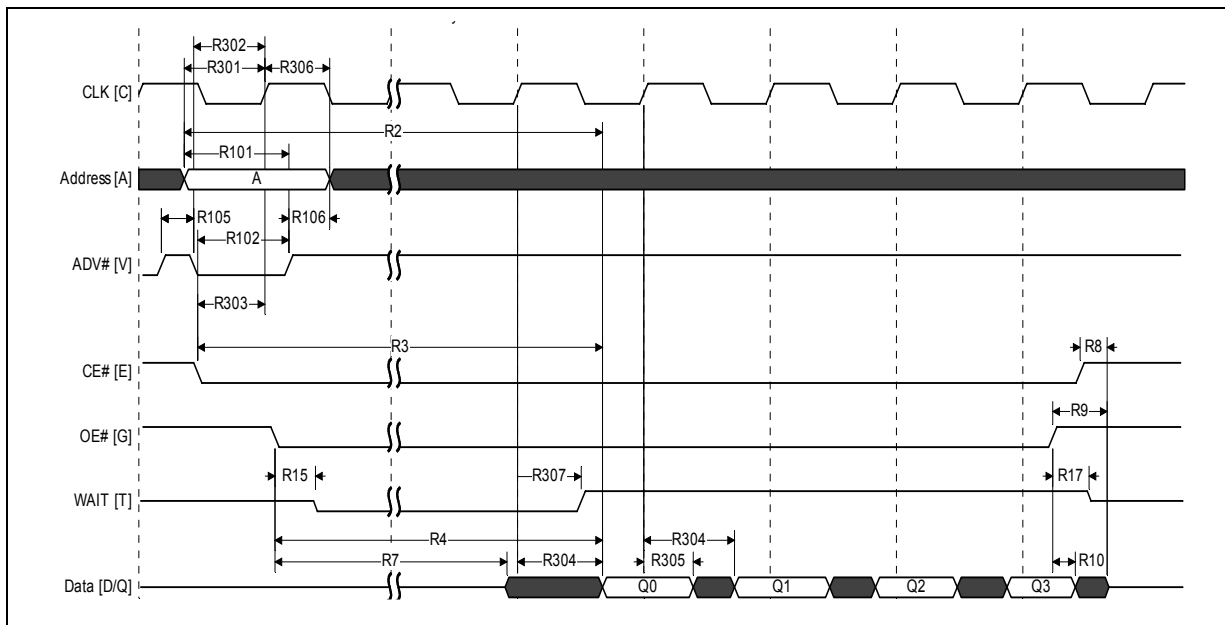 R302
R301 R306
CLK [C]
R2
R101
Address [A] A
R105 R106
R102
ADV# [V]
R303
R3
R8
CE# [E]
R9
OE# [G]
R15 R307 R17
WAIT [T]
R4 R304
R7 R304 R305 R10
Data [D/Q] Q0 Q1 Q2 Q3